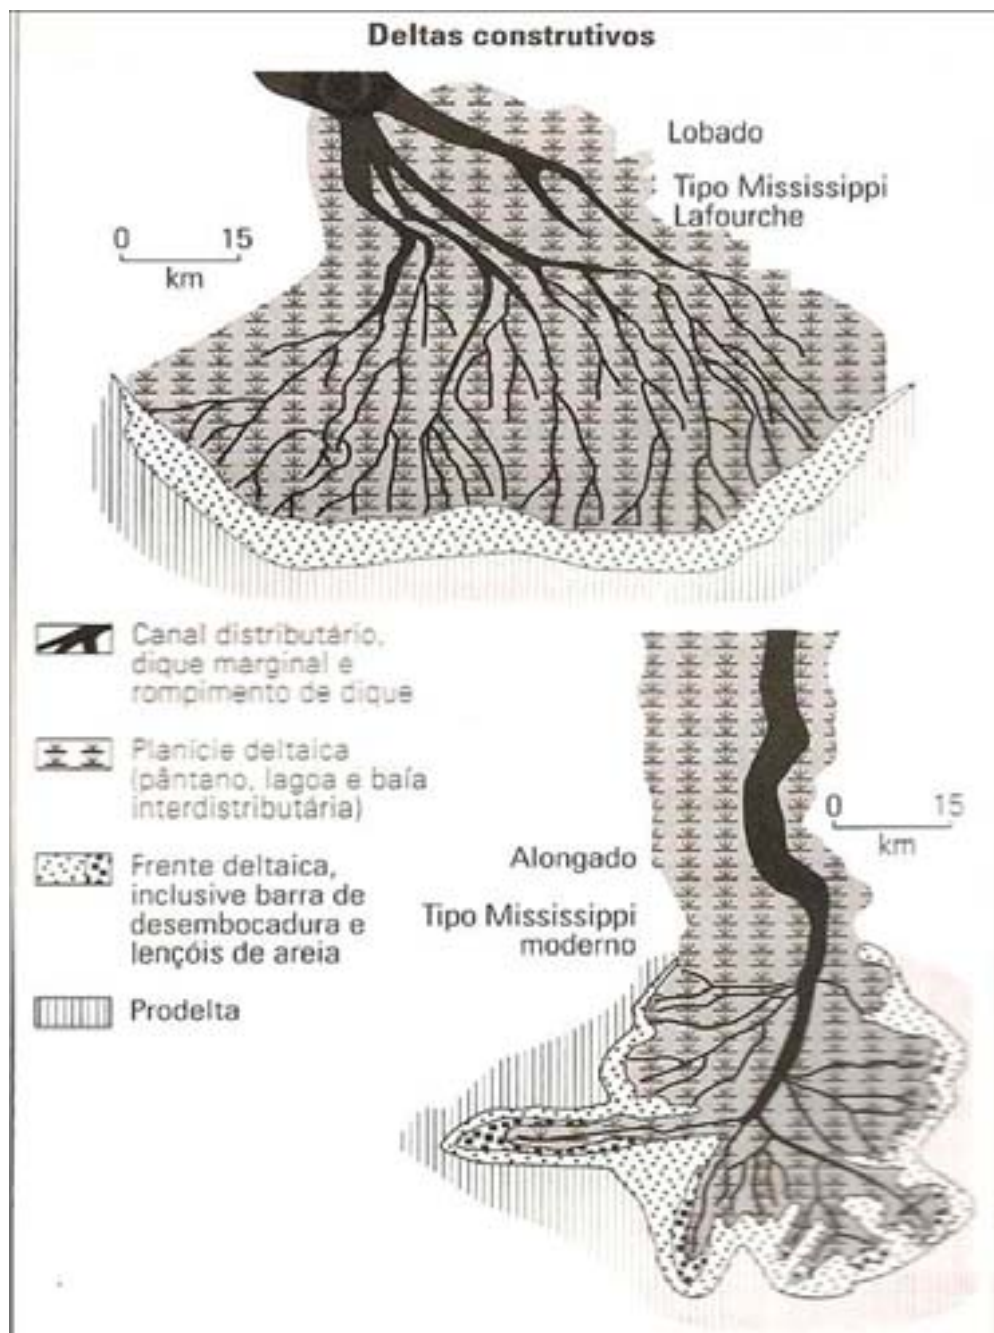 Deltas construtivos
Lobado
Tipo Mississippi
Lafourche
0 15
km
Canal distributário,
dique marginal e
rompimento de dique
Planície deltaica
(pântano, lagoa e baía
interdistributária)
Frente deltaica,
inclusive barra de
desembocadura e
lençóis de areia
Prodelta
0 15
km
Alongado
Tipo Mississippi
moderno